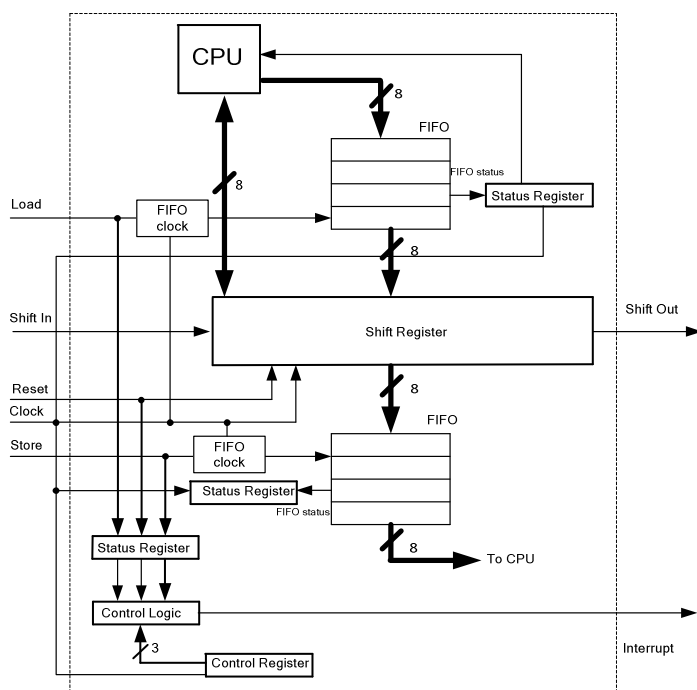 CPU
8
FIFO
FIFO status
8
Status Register
Load
FIFO
clock
8
Shift In
Shift Register
Shift Out
Reset
8
Clock
FIFO
Store
FIFO
clock
Status Register
FIFO status
Status Register
8
To CPU
Control Logic
3
Interrupt
Control Register